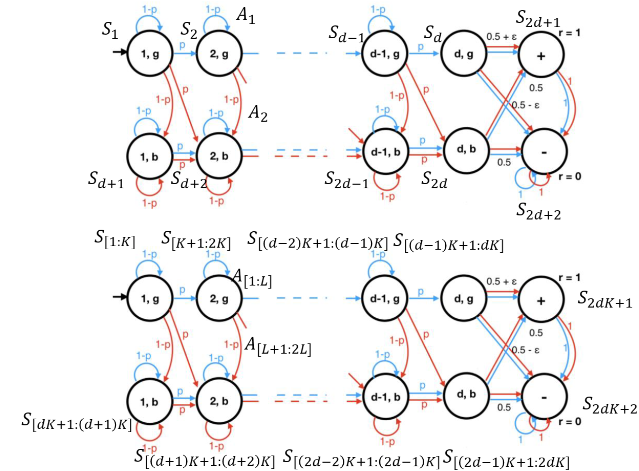 S_1 1-p S_2 1-p A_1 S_{d-1} 1-p S_d S_{2d+1} r = 1
1, g p 2, g d-1, g p d, g 0.5 + ε +
p A_2 p 0.5 1 1
1-p 1-p 1-p 1-p 1-p 0.5 - ε
1, b p 2, b d-1, b p d, b -
S_{d+1} p S_{d+2} S_{2d-1} p S_{2d} 0.5 r = 0
1-p 1-p 1-p 1 1
S_{2d+2}
S_{[1:K]} S_{[K+1:2K]} S_{[(d-2)K+1:(d-1)K]} S_{[(d-1)K+1:dK]}
1-p 1-p A_{[1:L]} 1-p r = 1
1, g p 2, g d-1, g p d, g 0.5 + ε + S_{2dK+1}
p A_{[L+1:2L]} p 0.5 1 1
1-p 1-p 1-p 1-p 1-p 0.5 - ε
1, b p 2, b d-1, b p d, b - S_{2dK+2}
S_{[dK+1:(d+1)K]} p p 0.5 r = 0
1-p 1-p 1-p 1 1
S_{[(d+1)K+1:(d+2)K]} S_{[(2d-2)K+1:(2d-1)K]} S_{[(2d-1)K+1:2dK]}